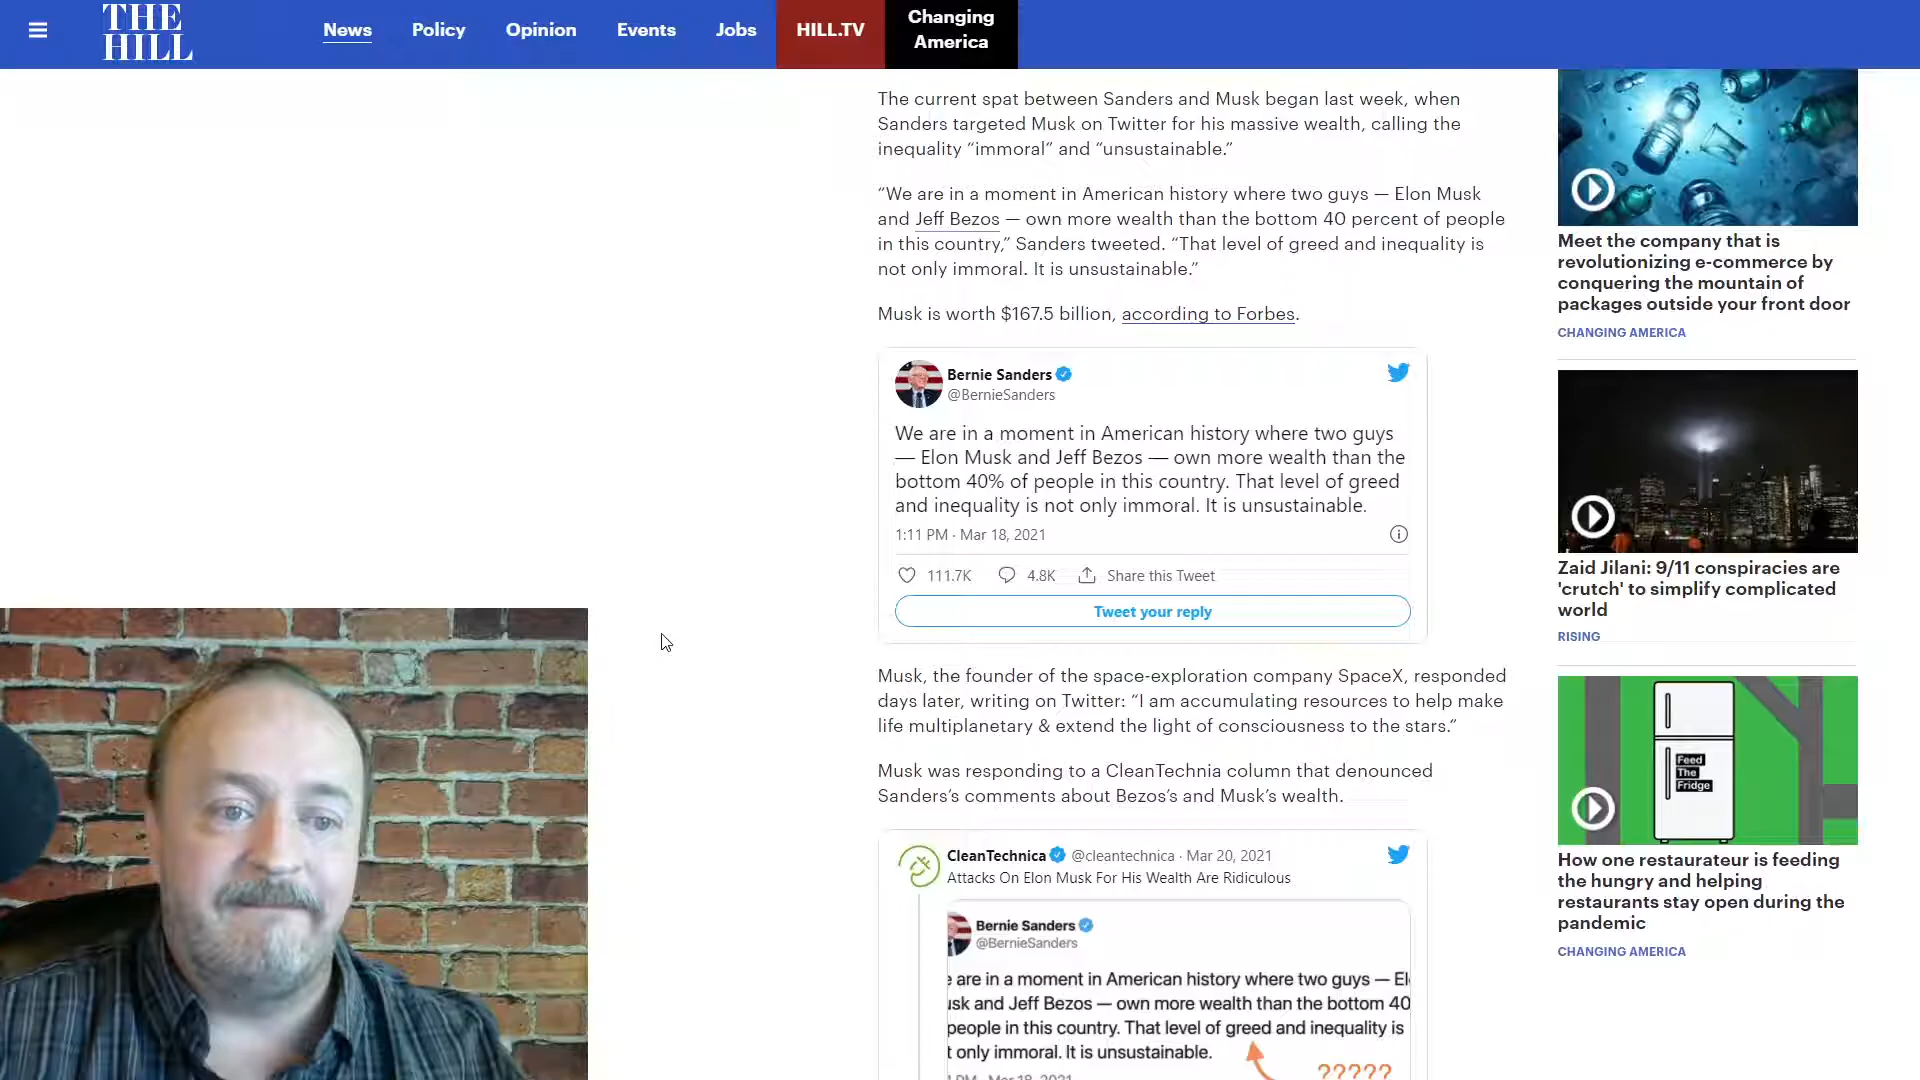 THE
HILL
News
Policy
Opinion
Events
Jobs
HILL.TV
Changing
America
The current spat between Sanders and Musk began last week, when
Sanders targeted Musk on Twitter for his massive wealth, calling the
inequality “immoral” and “unsustainable.”
“We are in a moment in American history where two guys — Elon Musk
and Jeff Bezos — own more wealth than the bottom 40 percent of people
in this country,” Sanders tweeted. “That level of greed and inequality is
not only immoral. It is unsustainable.”
Musk is worth $167.5 billion, according to Forbes.
Bernie Sanders
@BernieSanders
We are in a moment in American history where two guys
— Elon Musk and Jeff Bezos — own more wealth than the
bottom 40% of people in this country. That level of greed
and inequality is not only immoral. It is unsustainable.
1:11 PM · Mar 18, 2021
111.7K 4.8K Share this Tweet
Tweet your reply
Musk, the founder of the space-exploration company SpaceX, responded
days later, writing on Twitter: “I am accumulating resources to help make
life multiplanetary & extend the light of consciousness to the stars.”
Musk was responding to a CleanTechnia column that denounced
Sanders’s comments about Bezos’s and Musk’s wealth.
CleanTechnica @cleantechnica · Mar 20, 2021
Attacks On Elon Musk For His Wealth Are Ridiculous
Bernie Sanders
@BernieSanders
are in a moment in American history where two guys —
and Jeff Bezos — own more wealth than the bottom 40
people in this country. That level of greed and inequality is
only immoral. It is unsustainable.
?????
Meet the company that is
revolutionizing e-commerce by
conquering the mountain of
packages outside your front door
CHANGING AMERICA
Zaid Jilani: 9/11 conspiracies are
'crutch' to simplify complicated
world
RISING
Feed
The
Fridge
How one restaurateur is feeding
the hungry and helping
restaurants stay open during the
pandemic
CHANGING AMERICA